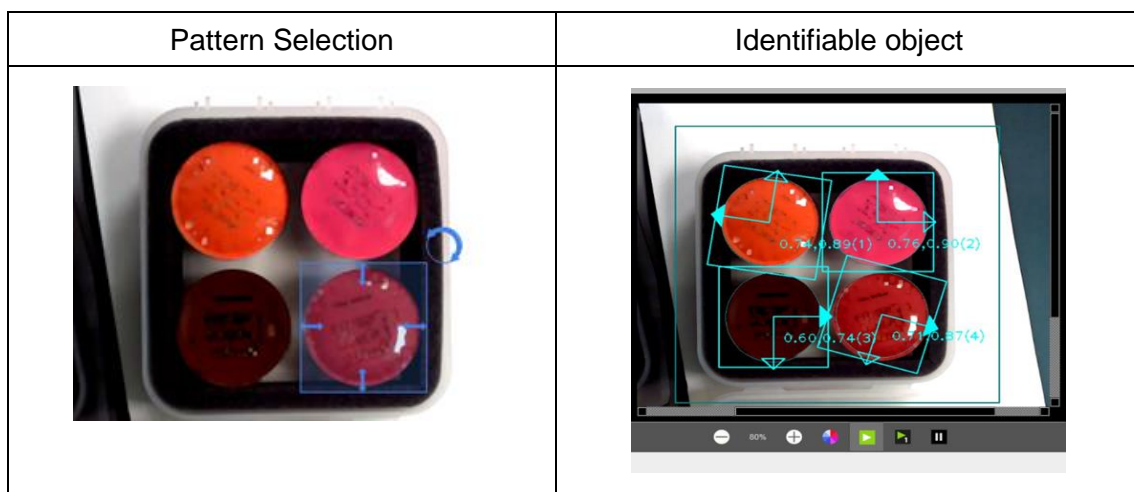 Pattern Selection
Identifiable object
0.74,0.89(1)
0.76,0.90(2)
0.60,0.74(3)
0.71,0.87(4)
80%